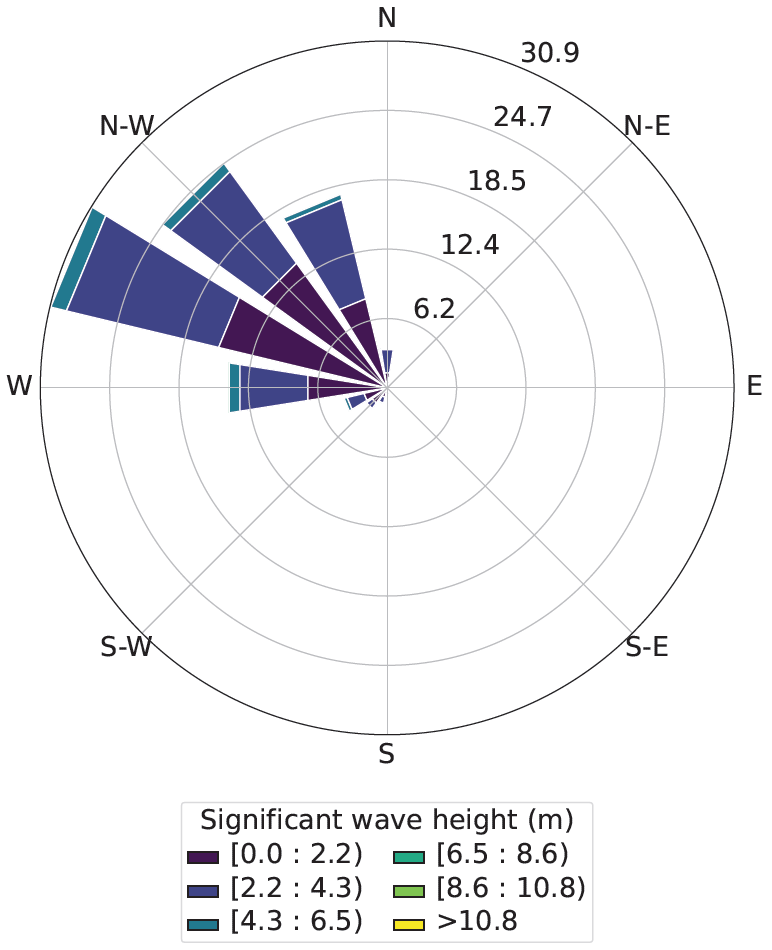 N
30.9
N-W
24.7
N-E
18.5
12.4
6.2
W
E
S-W
S-E
S
Significant wave height (m)
[0.0 : 2.2)
[6.5 : 8.6)
[2.2 : 4.3)
[8.6 : 10.8)
[4.3 : 6.5)
>10.8